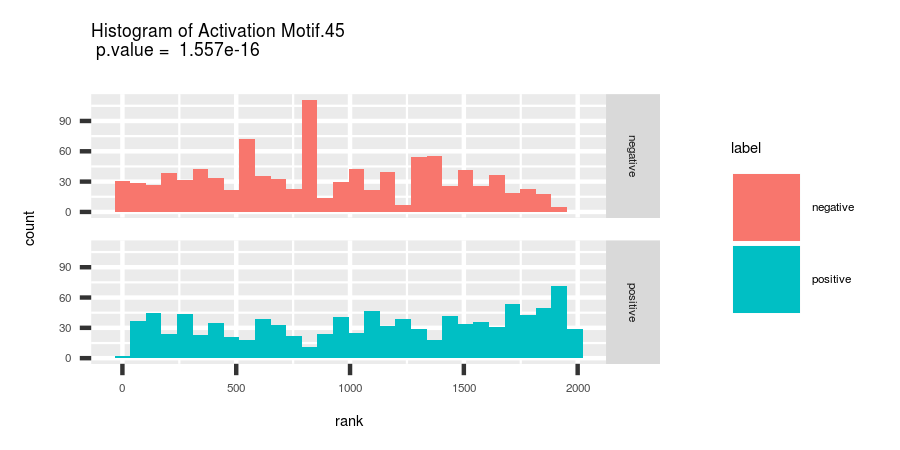 Histogram of Activation Motif.45
p.value = 1.557e-16
count
90
60
30
0
negative
90
60
30
0
positive
0 500 1000 1500 2000
rank
label
negative
positive